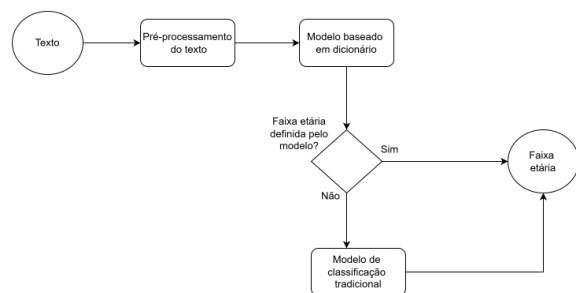 Texto
Pré-processamento
do texto
Modelo baseado
em dicionário
Faixa etária
definida pelo
modelo?
Sim
Faixa
etária
Não
Modelo de
classificação
tradicional